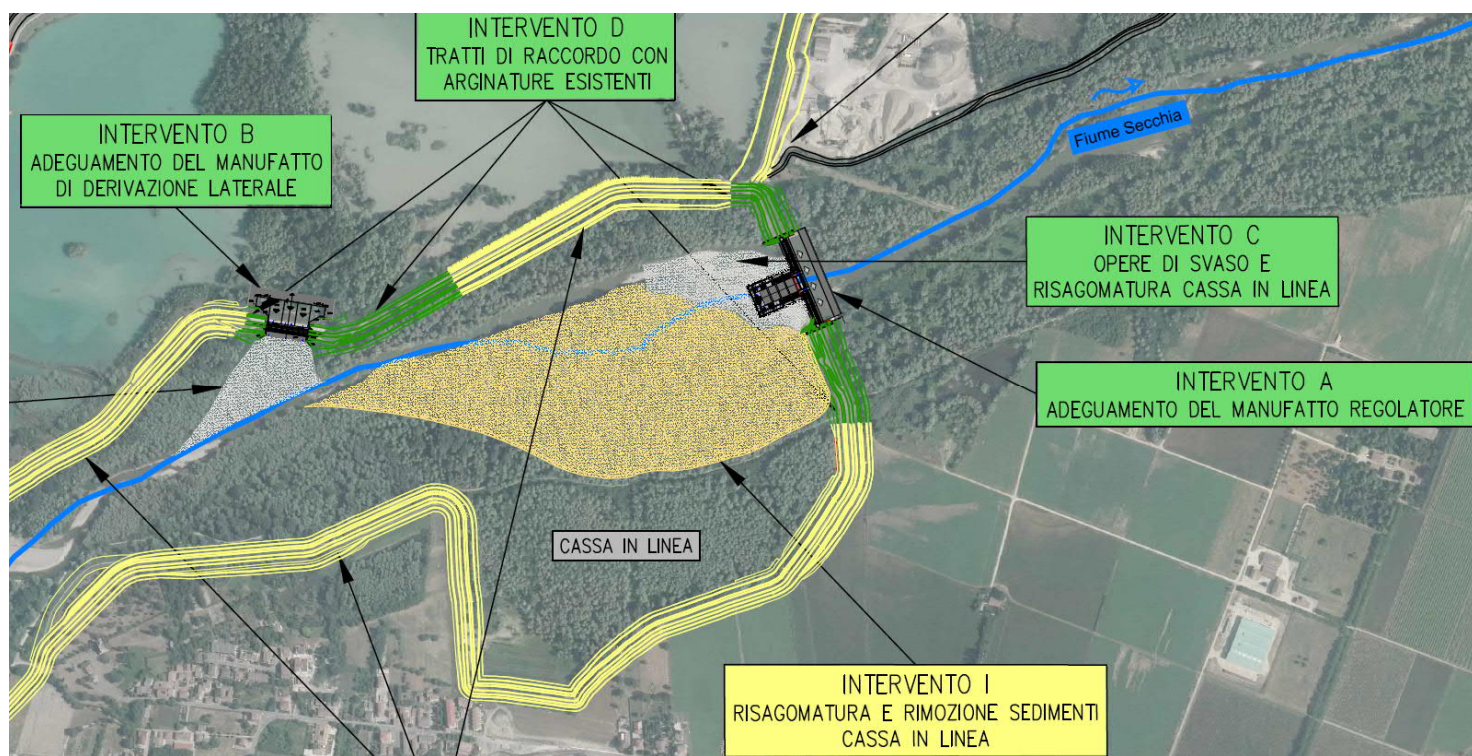 INTERVENTO D
TRATTI DI RACCORDO CON
ARGINATURE ESISTENTI
INTERVENTO B
ADEGUAMENTO DEL MANUFATTO
DI DERIVAZIONE LATERALE
Fiume Secchia
INTERVENTO C
OPERE DI SVASO E
RISAGOMATURA CASSA IN LINEA
INTERVENTO A
ADEGUAMENTO DEL MANUFATTO REGOLATORE
CASSA IN LINEA
INTERVENTO I
RISAGOMATURA E RIMOZIONE SEDIMENTI
CASSA IN LINEA